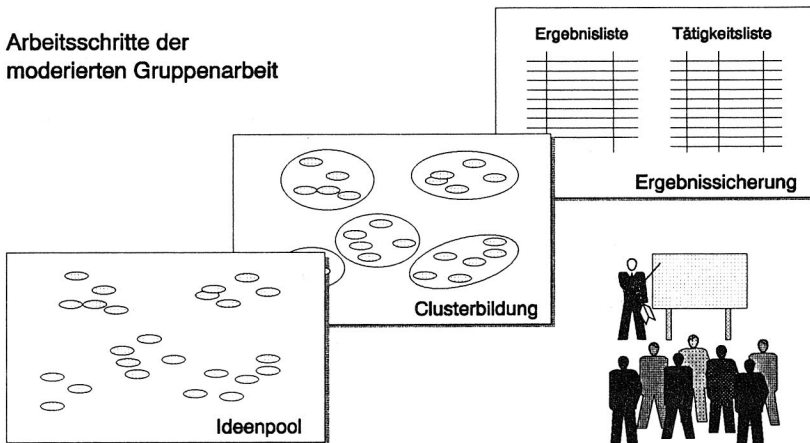 Arbeitsschritte der
moderierten Gruppenarbeit
Ergebnisliste
Tätigkeitsliste
Ergebnissicherung
Clusterbildung
Ideenpool